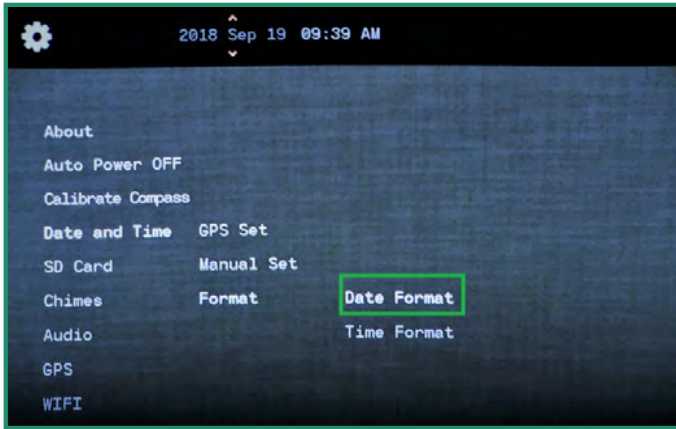 2018 Sep 19 09:39 AM
About
Auto Power OFF
Calibrate Compass
Date and Time GPS Set
SD Card Manual Set
Chimes Format Date Format
Audio Time Format
GPS
WIFI